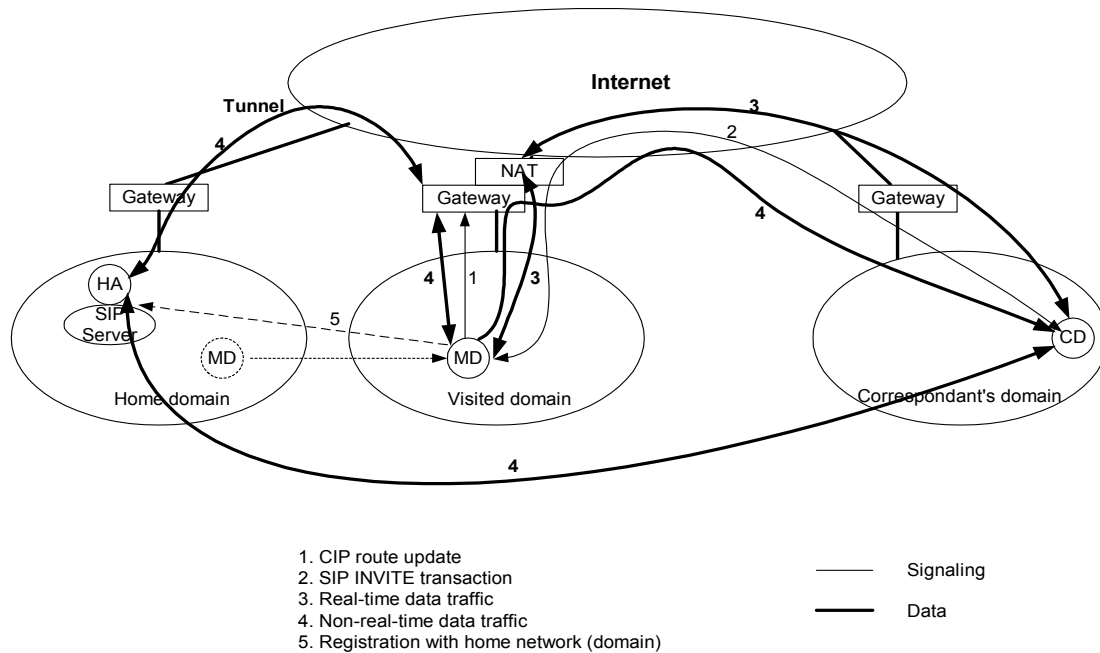 Internet
Tunnel
3
2
4
NAT
Gateway
Gateway
Gateway
4
4
1
3
HA
SIP
Server
5
MD
MD
CD
Home domain
Visited domain
Correspondant's domain
4
1. CIP route update
2. SIP INVITE transaction
3. Real-time data traffic
4. Non-real-time data traffic
5. Registration with home network (domain)
Signaling
Data